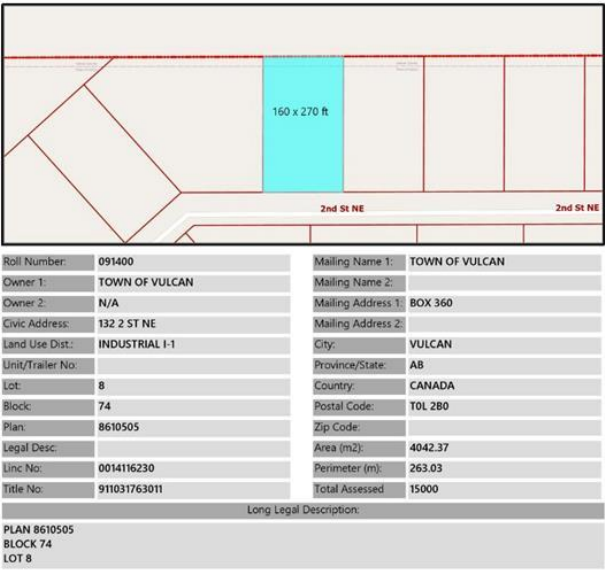 160 x 270 ft
2nd St NE
2nd St NE
Roll Number: 091400
Owner 1: TOWN OF VULCAN
Owner 2: N/A
Civic Address: 132 2 ST NE
Land Use Dist.: INDUSTRIAL I-1
Unit/Trailer No:
Lot: 8
Block: 74
Plan: 8610505
Legal Desc:
Linc No: 0014116230
Title No: 911031763011
Mailing Name 1: TOWN OF VULCAN
Mailing Name 2:
Mailing Address 1: BOX 360
Mailing Address 2:
City: VULCAN
Province/State: AB
Country: CANADA
Postal Code: T0L 2B0
Zip Code:
Area (m2): 4042.37
Perimeter (m): 263.03
Total Assessed 15000
Long Legal Description:
PLAN 8610505
BLOCK 74
LOT 8